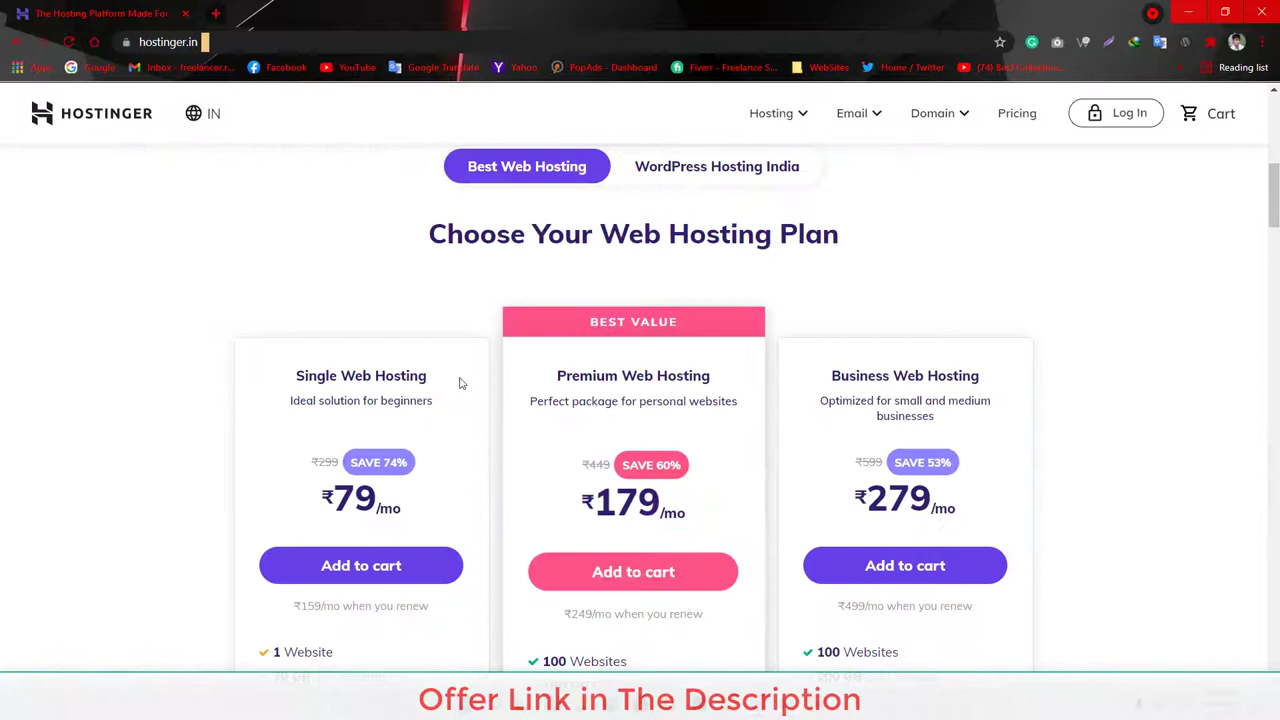 The Hosting Platform Made For
hostinger.in
Apps
Google
Inbox - freelancer.r...
Facebook
YouTube
Google Translate
Yahoo
PopAds - Dashboard
Fiverr - Freelance S...
WebSites
Home / Twitter
Reading list
HOSTINGER
IN
Hosting
Email
Domain
Pricing
Log In
Cart
Best Web Hosting
WordPress Hosting India
Choose Your Web Hosting Plan
BEST VALUE
Single Web Hosting
Ideal solution for beginners
₹299 SAVE 74%
₹79/mo
Add to cart
₹159/mo when you renew
1 Website
Premium Web Hosting
Perfect package for personal websites
₹449 SAVE 60%
₹179/mo
Add to cart
₹249/mo when you renew
100 Websites
Business Web Hosting
Optimized for small and medium
businesses
₹599 SAVE 53%
₹279/mo
Add to cart
₹499/mo when you renew
100 Websites
Offer Link in The Description